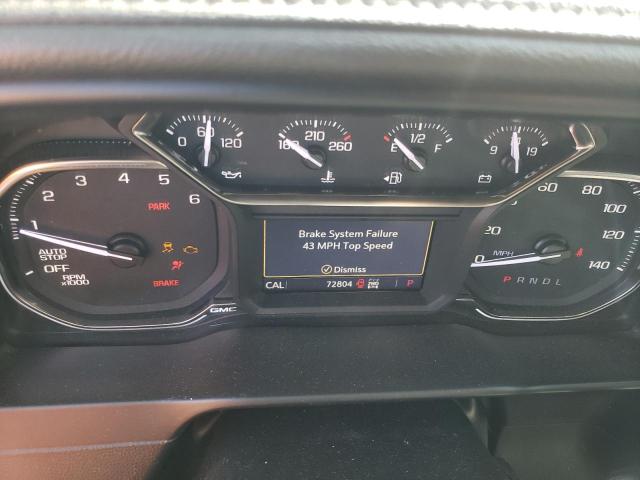 0 60 120
160 210 260
E 1/2 F
9 19
1 2 3 4 5 6
PARK
AUTO
STOP
OFF
RPM
x1000
BRAKE
GMC
Brake System Failure
43 MPH Top Speed
Dismiss
CAL 72804 P
0 60 80 100 120 140
MPH
P R N D L